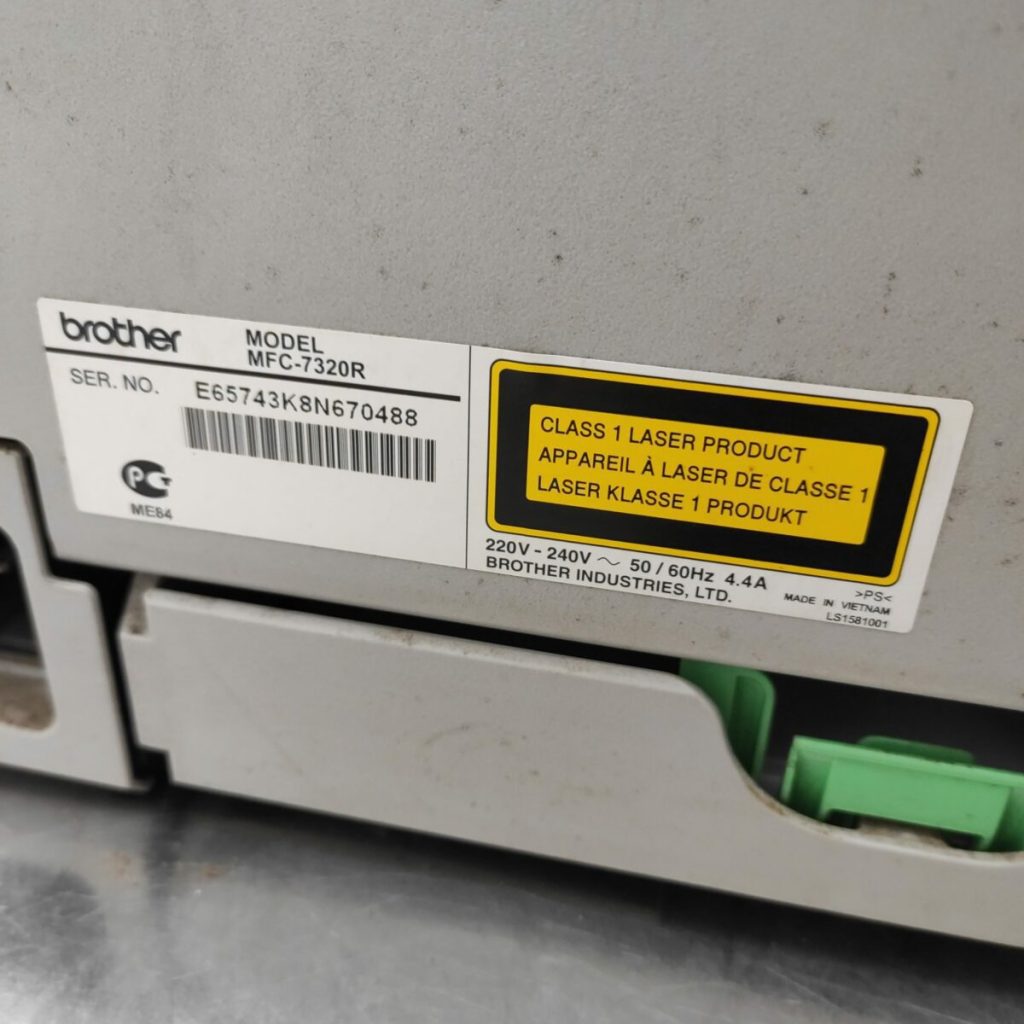 brother
MODEL
MFC-7320R
SER. NO.
E65743K8N670488
PG
ME84
CLASS 1 LASER PRODUCT
APPAREIL À LASER DE CLASSE 1
LASER KLASSE 1 PRODUKT
220V - 240V ～ 50 / 60Hz 4.4A
BROTHER INDUSTRIES, LTD.
>PS<
MADE IN VIETNAM
LS1581001